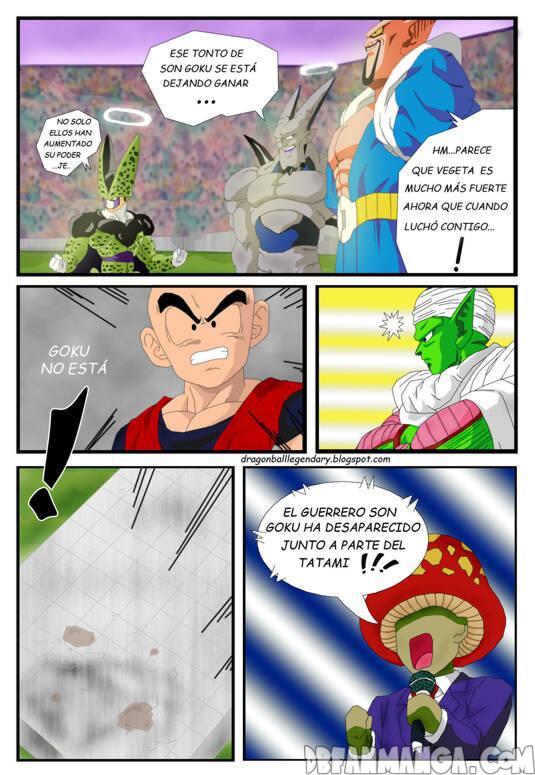 ESE TONTO DE
SON GOKU SE ESTÁ
DEJANDO GANAR
...
NO SOLO
ELLOS HAN
AUMENTADO
SU PODER
..JE..
HM...PARECE
QUE VEGETA ES
MUCHO MÁS FUERTE
AHORA QUE CUANDO
LUCHÓ CONTIGO...
!
GOKU
NO ESTÁ
!
dragonballlegendary.blogspot.com
EL GUERRERO SON
GOKU HA DESAPARECIDO
JUNTO A PARTE DEL
TATAMI !!!
DBFANMANGA.COM